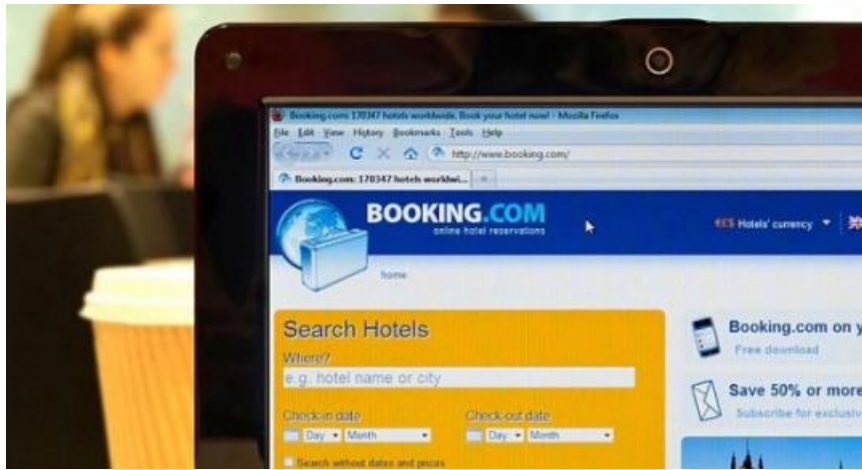 Booking.com: 170347 hotels worldwide. Book your hotel now! - Mozilla Firefox
File Edit View History Bookmarks Tools Help
http://www.booking.com/
Booking.com: 170347 hotels worldwi...
BOOKING.COM
online hotel reservations
€£$ Hotels' currency
home
Search Hotels
Where?
e.g. hotel name or city
Check-in date
Check-out date
Day Month
Day Month
Search without dates and prices
Booking.com on y
Free download
Save 50% or more
Subscribe for exclusiv